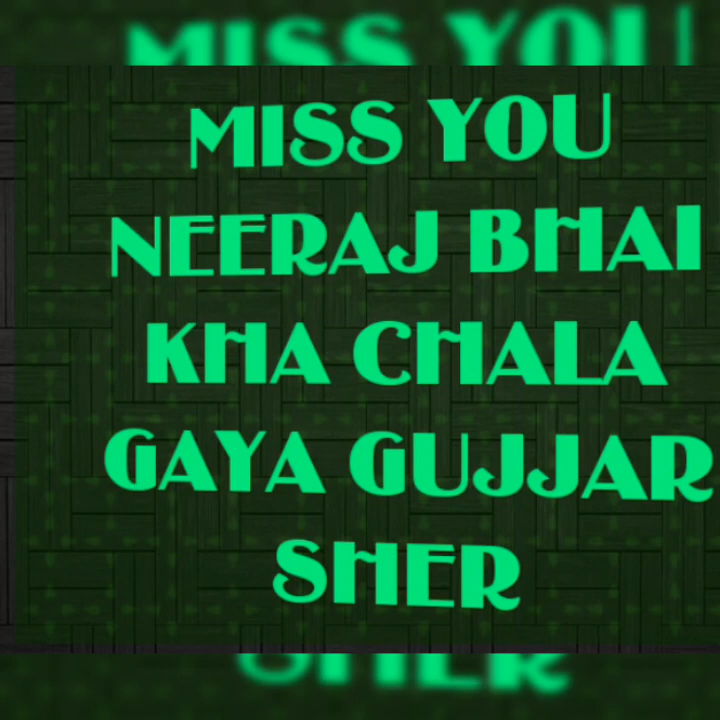 MISS YOU
NEERAJ BHAI
KHA CHALA
GAYA GUJJAR
SHER